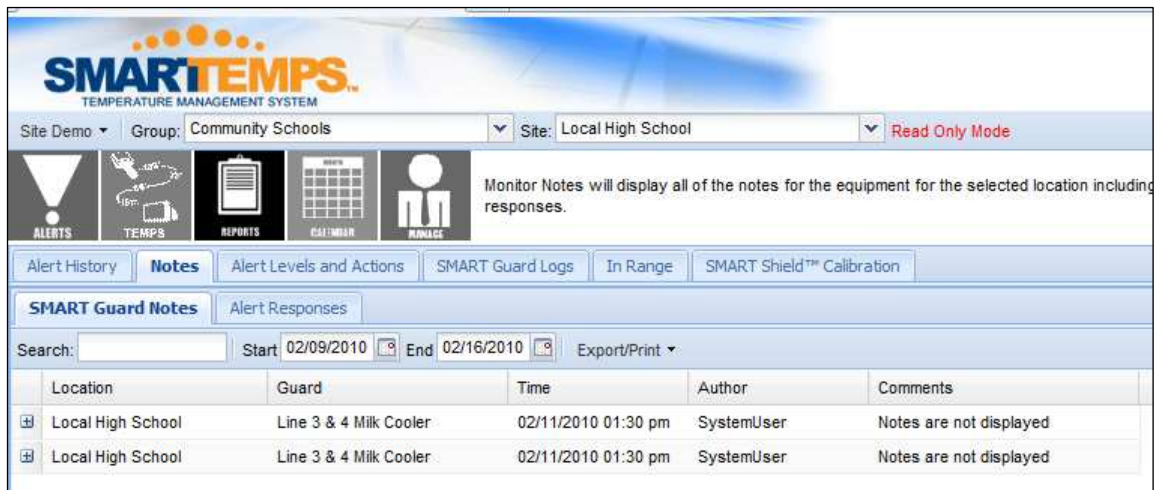 SMARTTEMPS™
TEMPERATURE MANAGEMENT SYSTEM
Site Demo Group: Community Schools Site: Local High School Read Only Mode
Monitor Notes will display all of the notes for the equipment for the selected location including
responses.
ALERTS TEMPS REPORTS CALENDAR MANAGE
Alert History Notes Alert Levels and Actions SMART Guard Logs In Range SMART Shield™ Calibration
SMART Guard Notes Alert Responses
Search: Start 02/09/2010 End 02/16/2010 Export/Print
Location Guard Time Author Comments
Local High School Line 3 & 4 Milk Cooler 02/11/2010 01:30 pm SystemUser Notes are not displayed
Local High School Line 3 & 4 Milk Cooler 02/11/2010 01:30 pm SystemUser Notes are not displayed